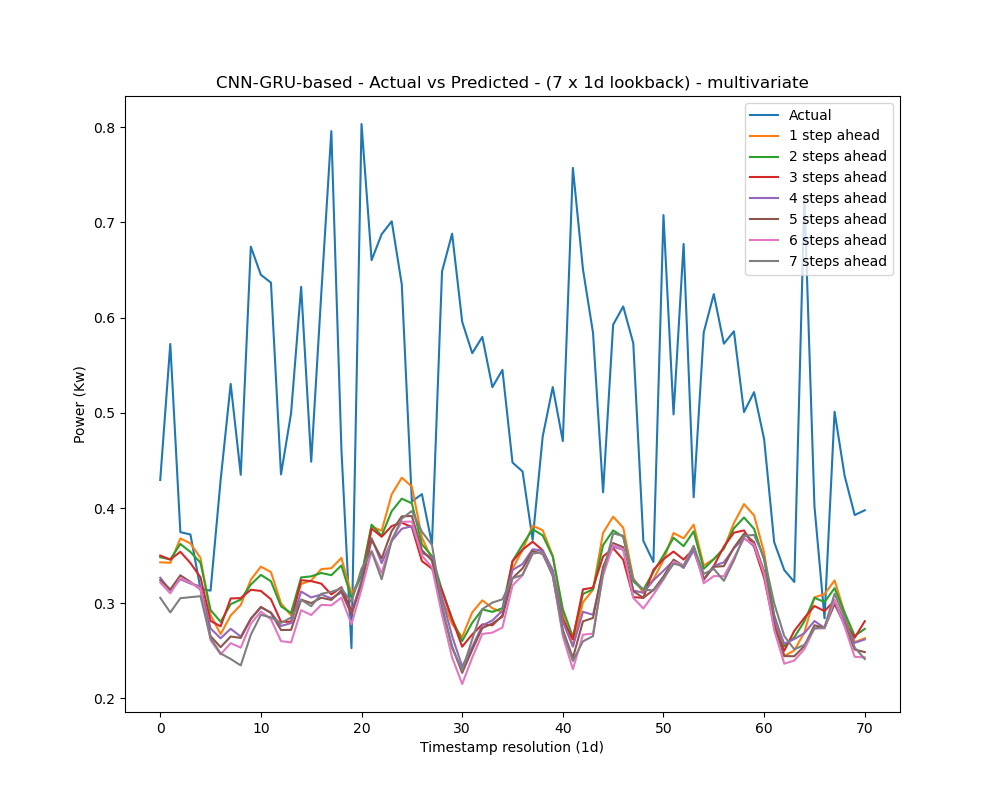 CNN-GRU-based - Actual vs Predicted - (7 x 1d lookback) - multivariate
Actual
1 step ahead
2 steps ahead
3 steps ahead
4 steps ahead
5 steps ahead
6 steps ahead
7 steps ahead
0.8
0.7
0.6
0.5
0.4
0.3
0.2
Power (Kw)
0 10 20 30 40 50 60 70
Timestamp resolution (1d)